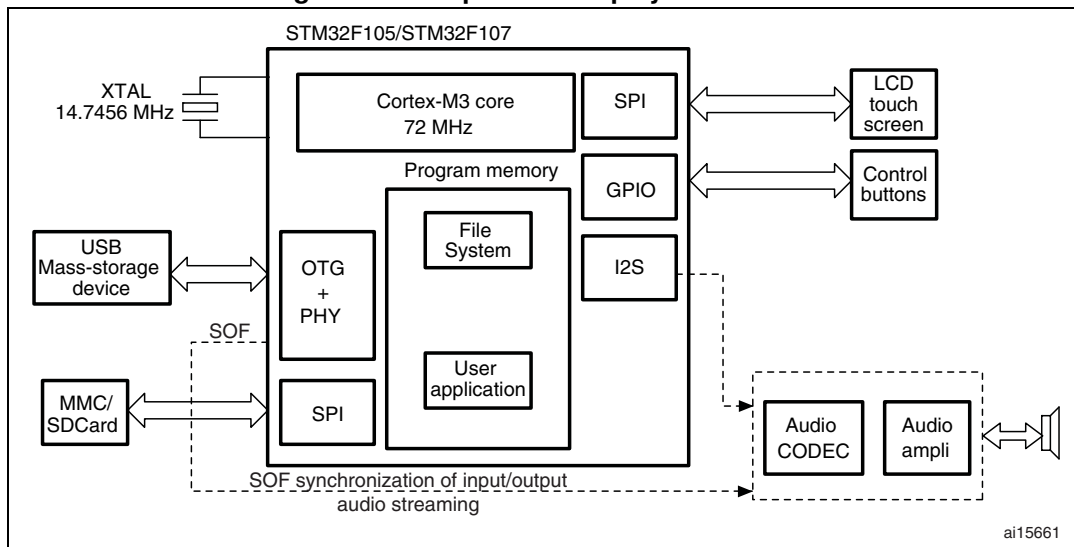 STM32F105/STM32F107
XTAL
14.7456 MHz
Cortex-M3 core
72 MHz
SPI
LCD
touch
screen
Program memory
GPIO
Control
buttons
File
System
USB
Mass-storage
device
OTG
+
PHY
I2S
SOF
User
application
MMC/
SDCard
SPI
Audio
CODEC
Audio
ampli
SOF synchronization of input/output
audio streaming
ai15661